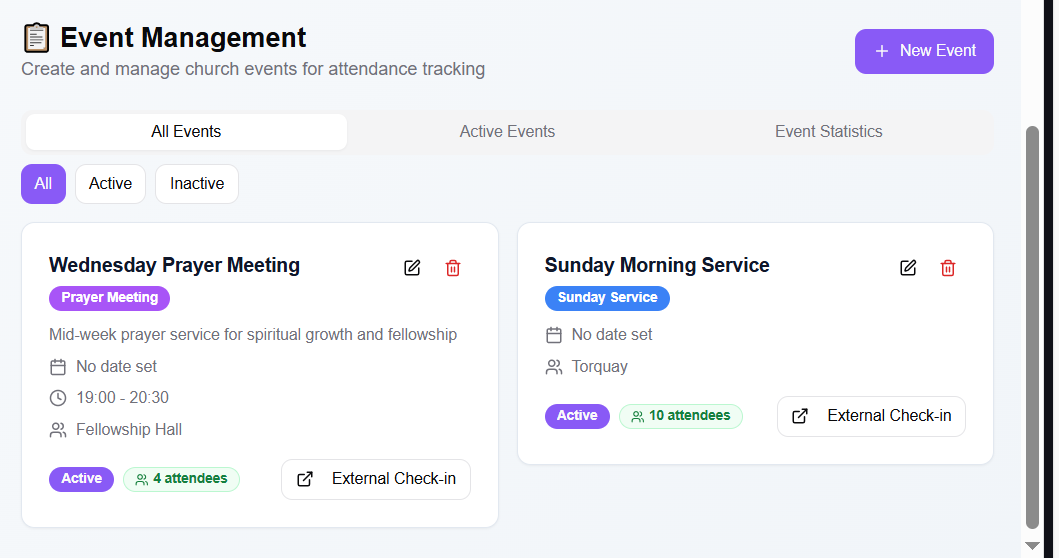 Event Management
Create and manage church events for attendance tracking
New Event
All Events
Active Events
Event Statistics
All
Active
Inactive
Wednesday Prayer Meeting
Prayer Meeting
Mid-week prayer service for spiritual growth and fellowship
No date set
19:00 - 20:30
Fellowship Hall
Active
4 attendees
External Check-in
Sunday Morning Service
Sunday Service
No date set
Torquay
Active
10 attendees
External Check-in